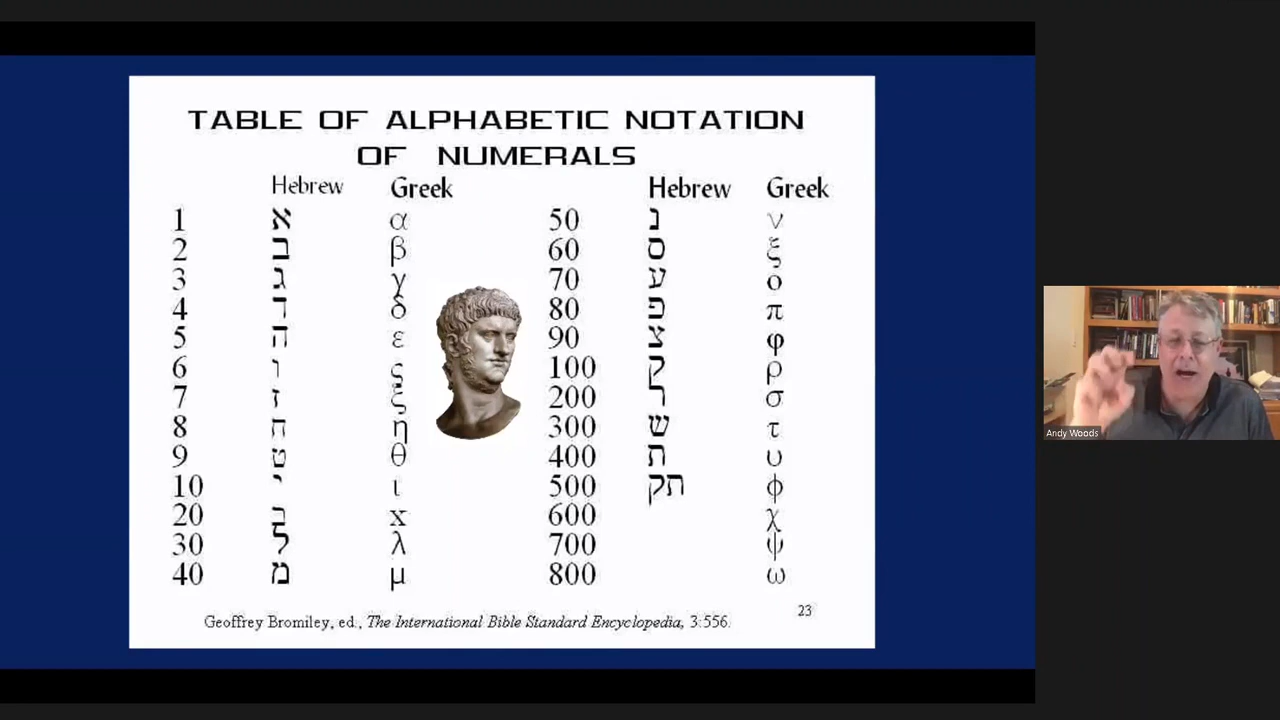 TABLE OF ALPHABETIC NOTATION
OF NUMERALS
Hebrew Greek Hebrew Greek
1 א α 50 נ ν
2 ב β 60 ס ξ
3 ג γ 70 ע ο
4 ד δ 80 פ π
5 ה ε 90 צ φ
6 ו ς 100 ק ρ
7 ז ξ 200 ר σ
8 ח η 300 ש τ
9 ט θ 400 ת υ
10 י ι 500 תק ϕ
20 כ x 600 χ
30 ל λ 700 ψ
40 מ μ 800 ω
23
Geoffrey Bromiley, ed., The International Bible Standard Encyclopedia, 3:556.
Andy Woods